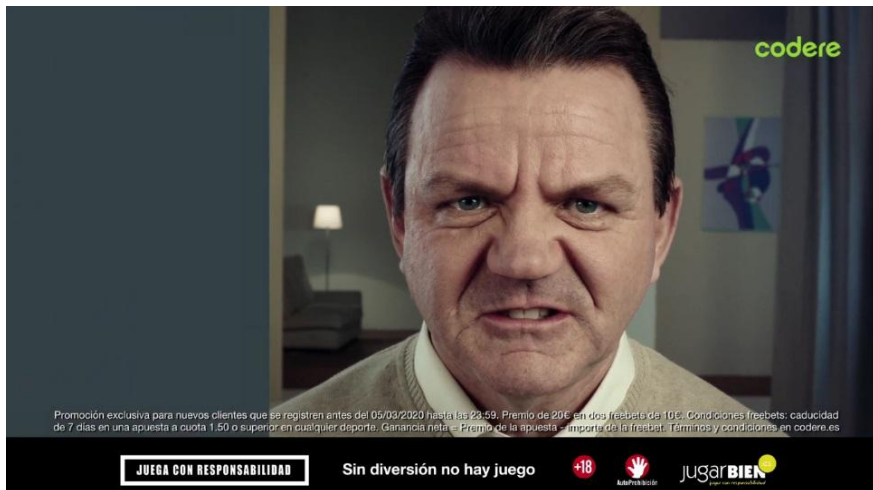 codere
Promoción exclusiva para nuevos clientes que se registren antes del 05/03/2020 hasta las 23:59. Premio de 20€ en dos freebets de 10€. Condiciones freebets: caducidad
de 7 días en una apuesta a cuota 1.50 o superior en cualquier deporte. Ganancia neta = Premio de la apuesta - importe de la freebet. Términos y condiciones en codere.es
JUEGA CON RESPONSABILIDAD
Sin diversión no hay juego
+18
AutoProhibición
jugarBIEN
jugar con responsabilidad